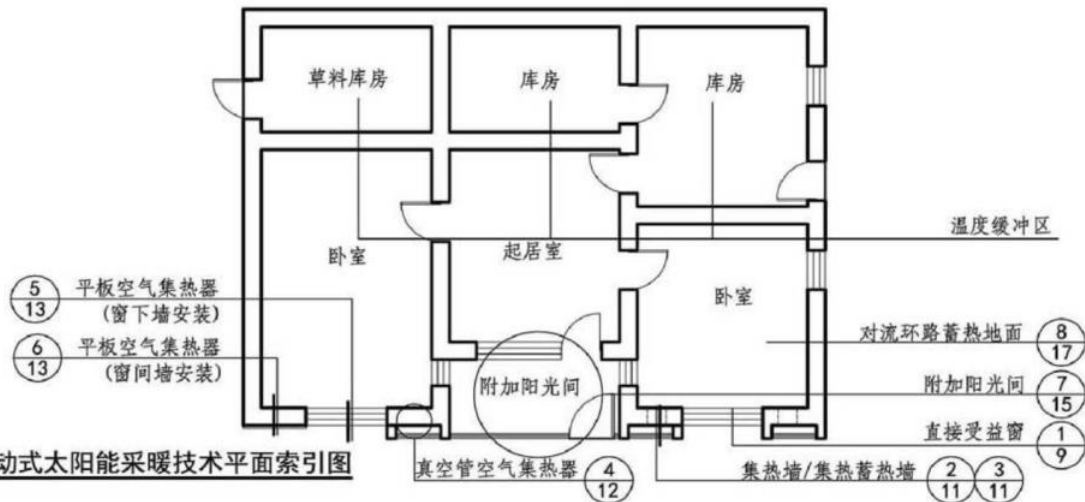 草料库房
库房
库房
温度缓冲区
卧室
起居室
卧室
5
13
平板空气集热器
(窗下墙安装)
6
13
平板空气集热器
(窗间墙安装)
对流环路蓄热地面
8
17
附加阳光间
附加阳光间
7
15
直接受益窗
1
9
动式太阳能采暖技术平面索引图
真空管空气集热器
4
12
集热墙/集热蓄热墙
2
11
3
11